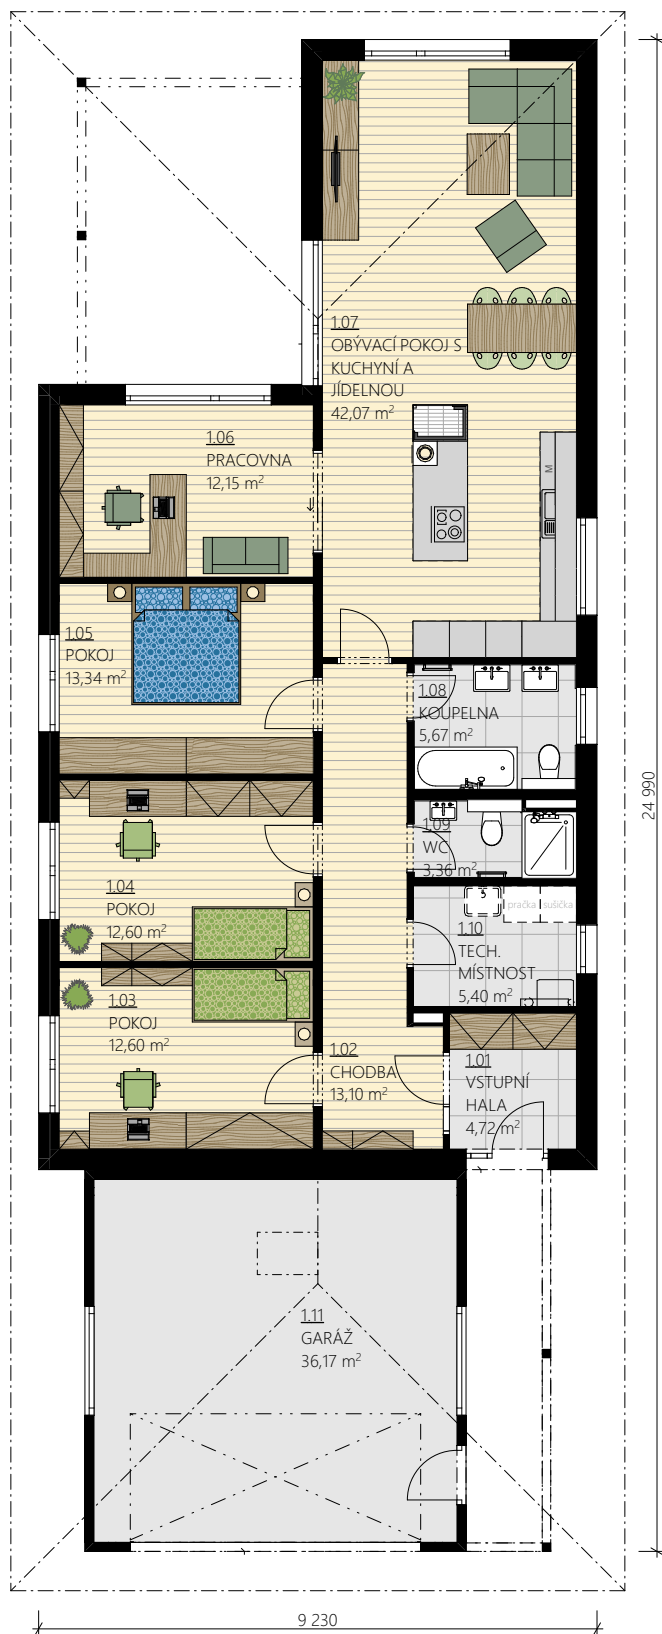 1.07
OBÝVACÍ POKOJ S
KUCHYNÍ A
JÍDELNOU
42,07 m²
1.06
PRACOVNA
12,15 m²
M
1.05
POKOJ
13,34 m²
1.08
KOUPELNA
5,67 m²
24 990
1.09
WC
3,36 m²
1.04
POKOJ
12,60 m²
S
pračka
sušička
1.10
TECH.
MÍSTNOST
5,40 m²
1.03
POKOJ
12,60 m²
1.02
CHODBA
13,10 m²
1.01
VSTUPNÍ
HALA
4,72 m²
1.11
GARÁŽ
36,17 m²
9 230